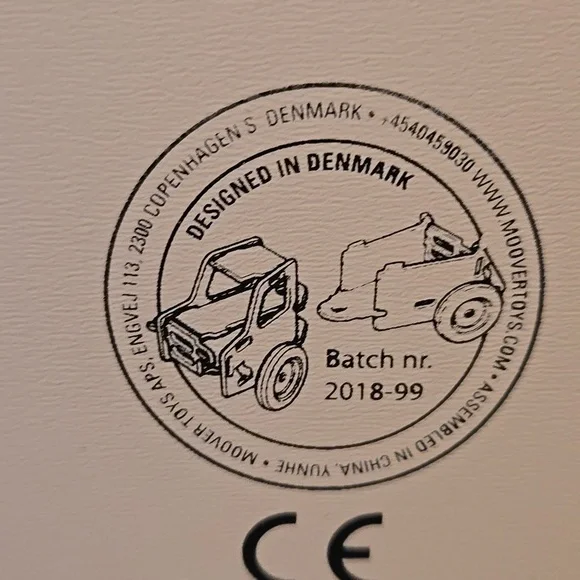 MOOVER TOYS APS, ENGVEJ 113, 2300 COPENHAGEN S DENMARK • +4540459030 WWW.MOOVERTOYS.COM • ASSEMBLED IN CHINA, YUNHE •
DESIGNED IN DENMARK
Batch nr.
2018-99
CE